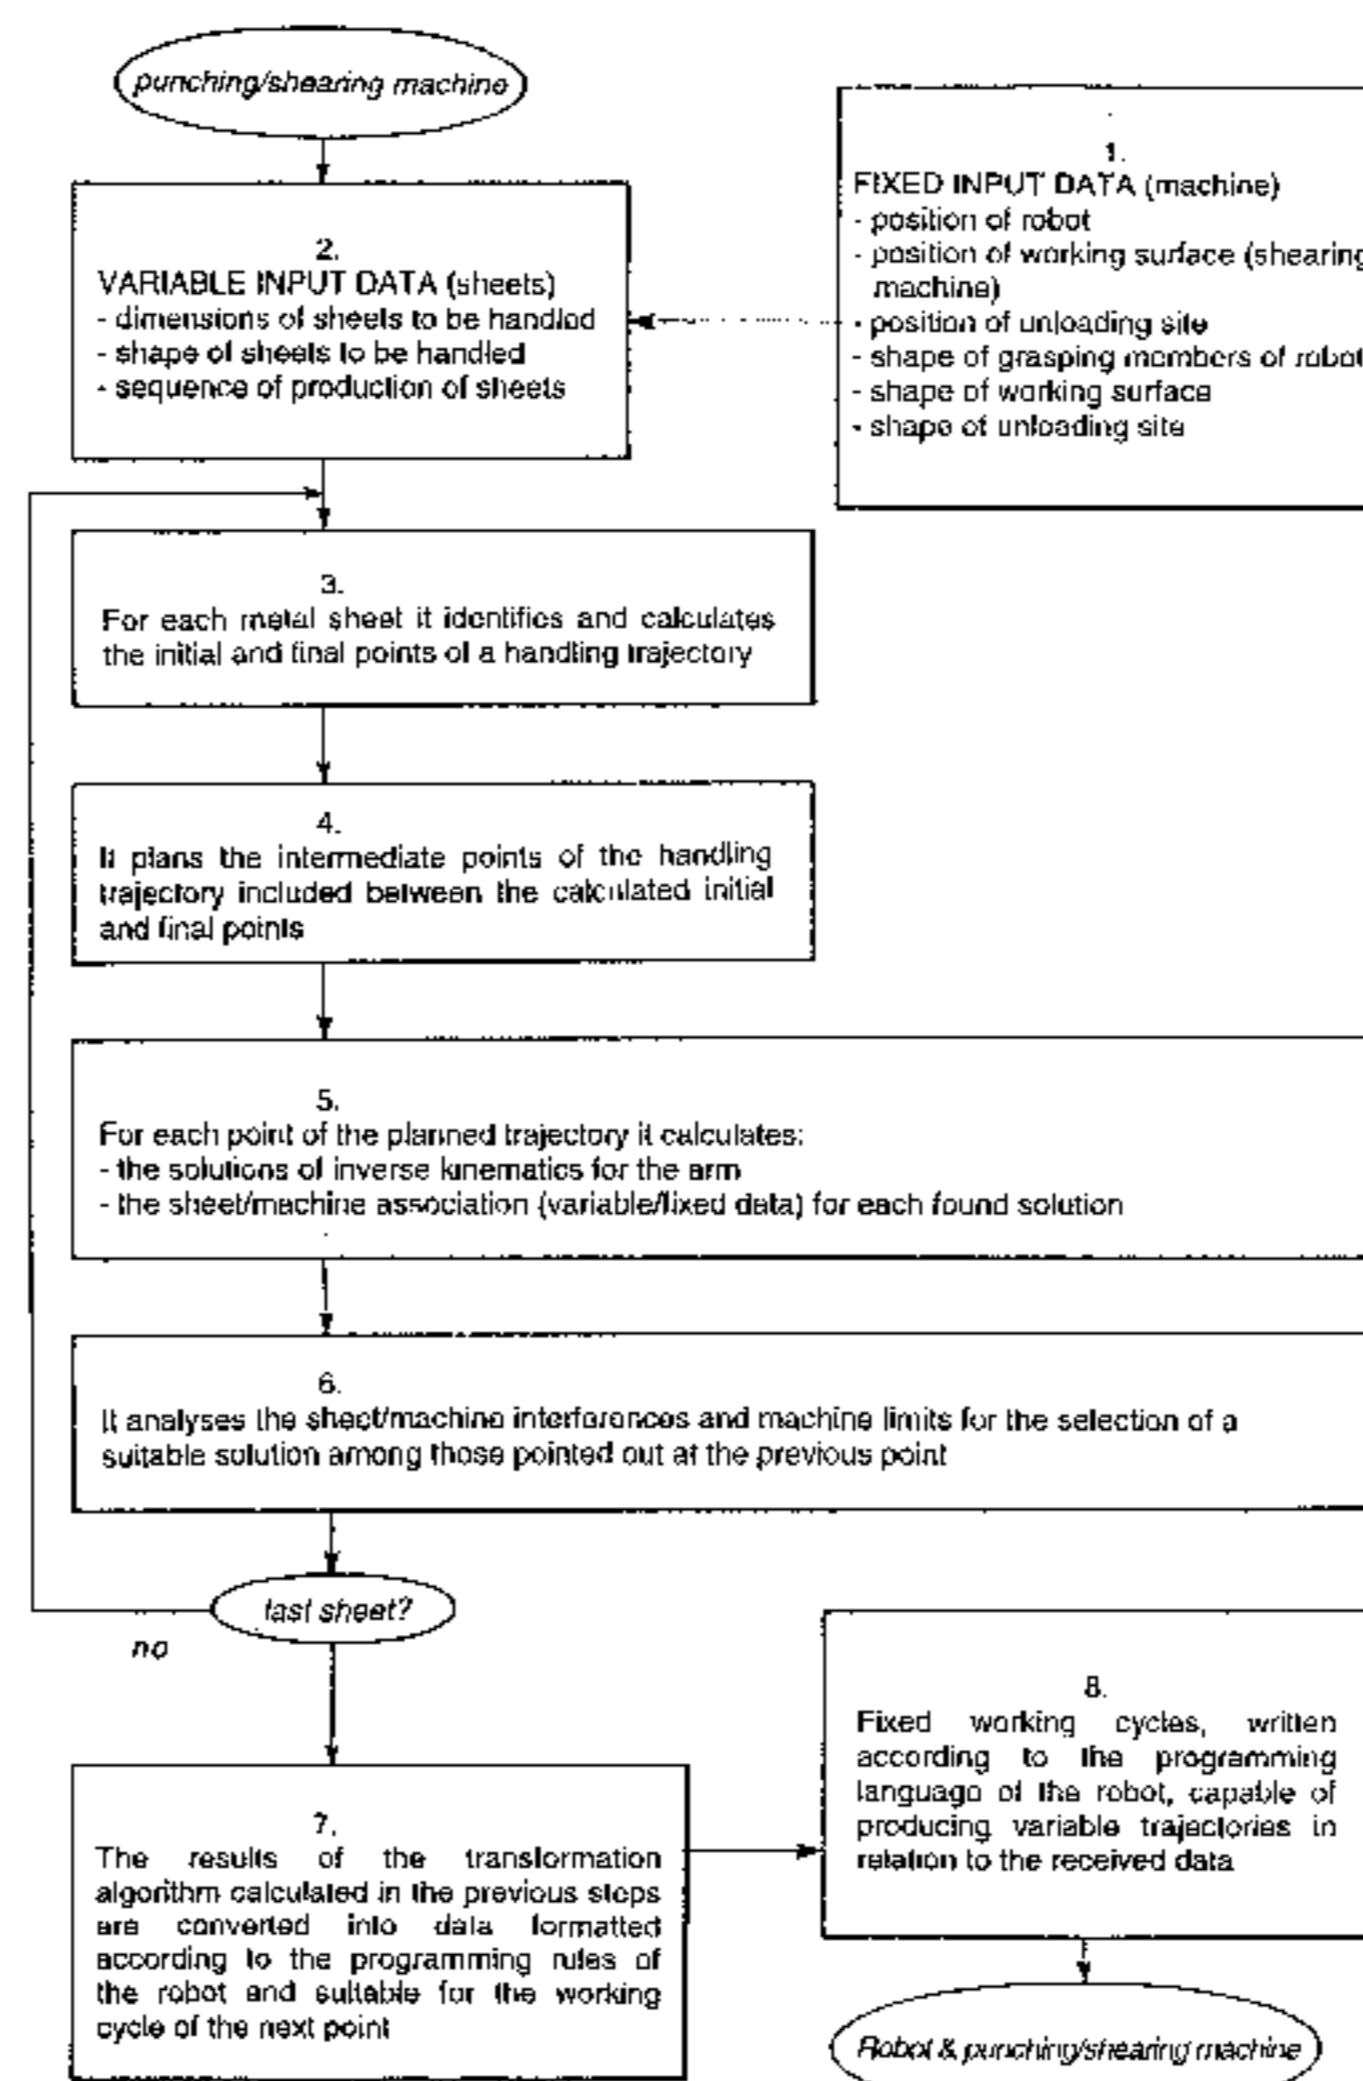 punching/shearing machine
1.
FIXED INPUT DATA (machine)
- position of robot
- position of working surface (shearing
machine)
- position of unloading site
- shape of grasping members of robot
- shape of working surface
- shape of unloading site
2.
VARIABLE INPUT DATA (sheets)
- dimensions of sheets to be handled
- shape of sheets to be handled
- sequence of production of sheets
3.
For each metal sheet it identifies and calculates
the initial and final points of a handling trajectory
4.
It plans the intermediate points of the handling
trajectory included between the calculated initial
and final points
5.
For each point of the planned trajectory it calculates:
- the solutions of inverse kinematics for the arm
- the sheet/machine association (variable/fixed data) for each found solution
6.
It analyses the sheet/machine interferences and machine limits for the selection of a
suitable solution among those pointed out at the previous point
last sheet?
no
7.
The results of the transformation
algorithm calculated in the previous steps
are converted into data formatted
according to the programming rules of
the robot and suitable for the working
cycle of the next point
8.
Fixed working cycles, written
according to the programming
language of the robot, capable of
producing variable trajectories in
relation to the received data
Robot & punching/shearing machine